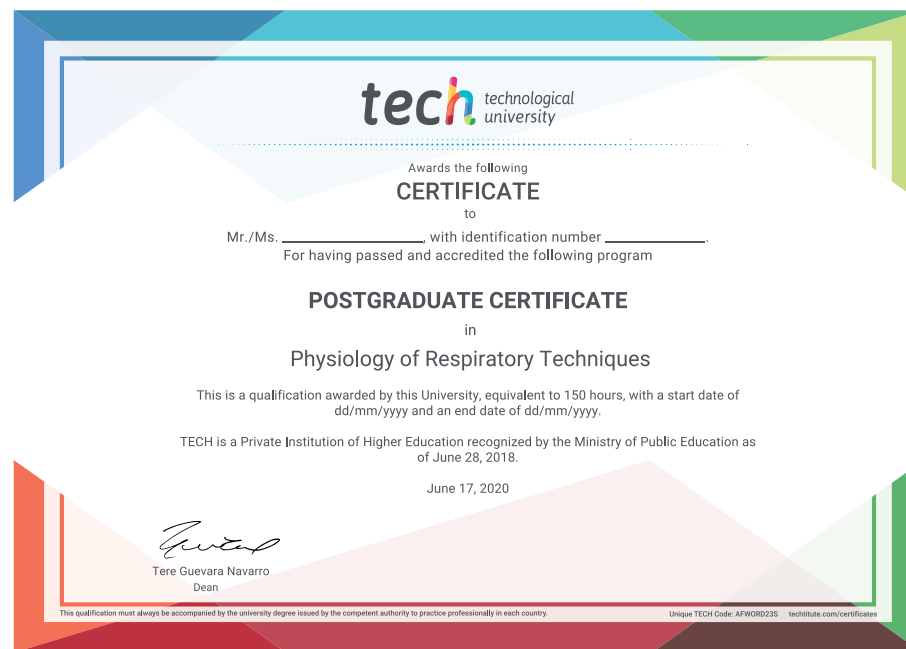 tech technological
university
Awards the following
CERTIFICATE
to
Mr./Ms. ____________, with identification number ____________.
For having passed and accredited the following program
POSTGRADUATE CERTIFICATE
in
Physiology of Respiratory Techniques
This is a qualification awarded by this University, equivalent to 150 hours, with a start date of
dd/mm/yyyy and an end date of dd/mm/yyyy.
TECH is a Private Institution of Higher Education recognized by the Ministry of Public Education as
of June 28, 2018.
June 17, 2020
Tere Guevara Navarro
Dean
This qualification must always be accompanied by the university degree issued by the competent authority to practice professionally in each country.
Unique TECH Code: AFWORD23S techtitute.com/certificates